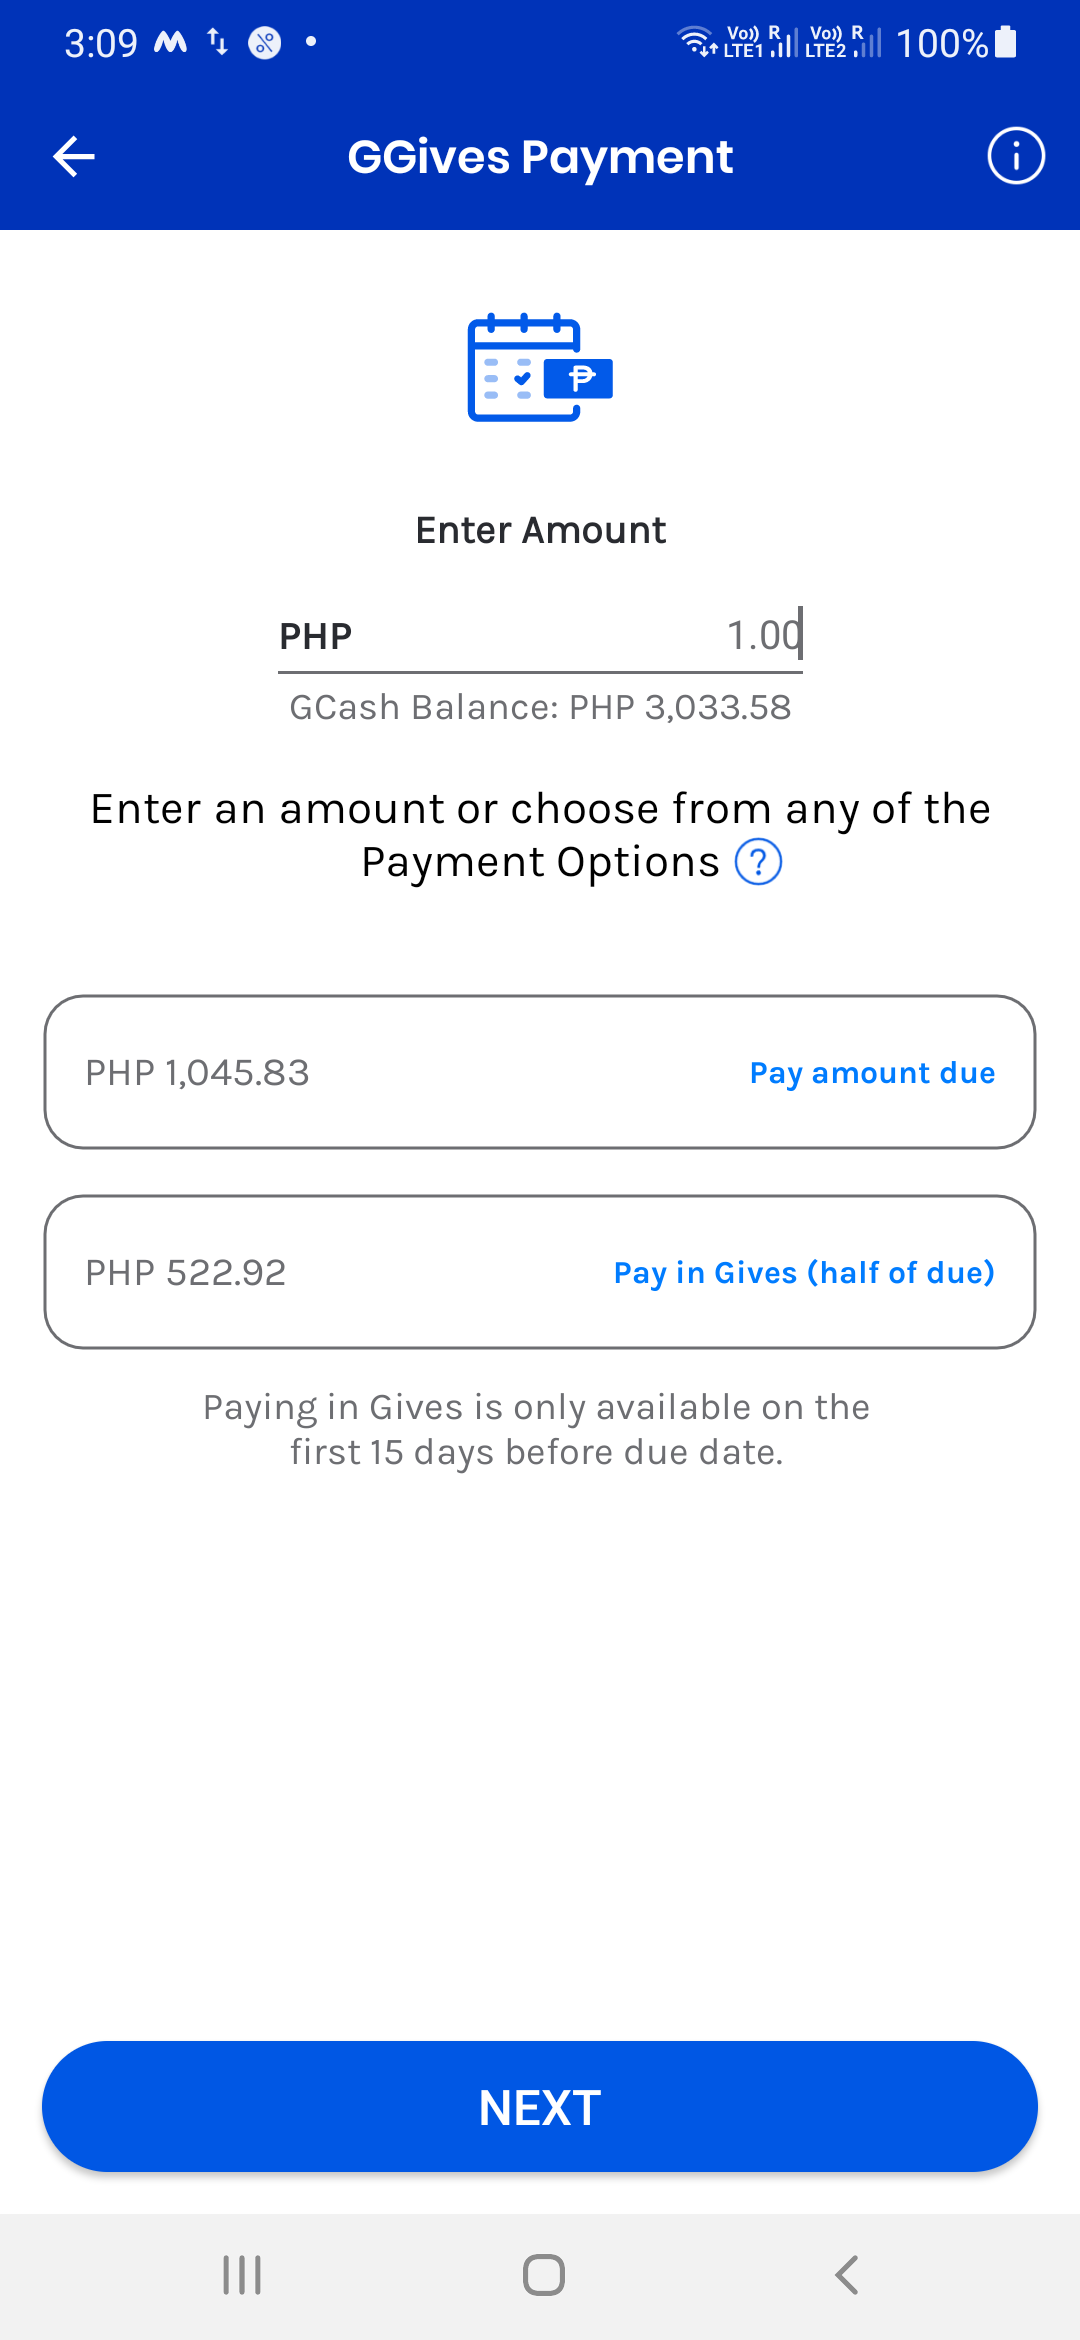 3:09 Vo)) R Vo)) R 100%
LTE1 LTE2
GGives Payment
Enter Amount
PHP 1.00
GCash Balance: PHP 3,033.58
Enter an amount or choose from any of the
Payment Options ?
PHP 1,045.83 Pay amount due
PHP 522.92 Pay in Gives (half of due)
Paying in Gives is only available on the
first 15 days before due date.
NEXT